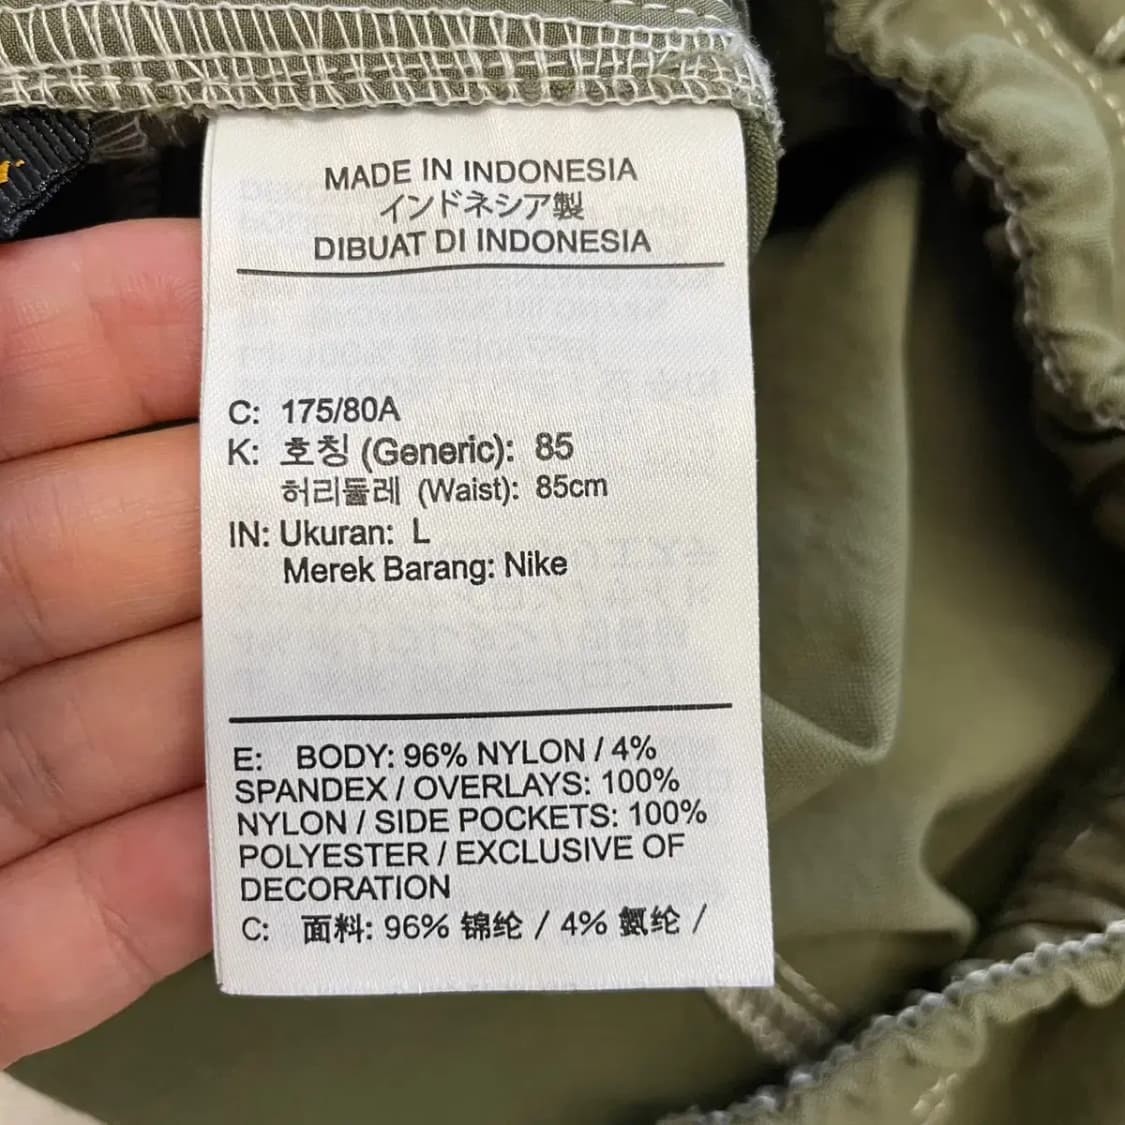 MADE IN INDONESIA
インドネシア製
DIBUAT DI INDONESIA
C: 175/80A
K: 호칭 (Generic): 85
허리둘레 (Waist): 85cm
IN: Ukuran: L
Merek Barang: Nike
E: BODY: 96% NYLON / 4%
SPANDEX / OVERLAYS: 100%
NYLON / SIDE POCKETS: 100%
POLYESTER / EXCLUSIVE OF
DECORATION
C: 面料: 96% 锦纶 / 4% 氨纶 /